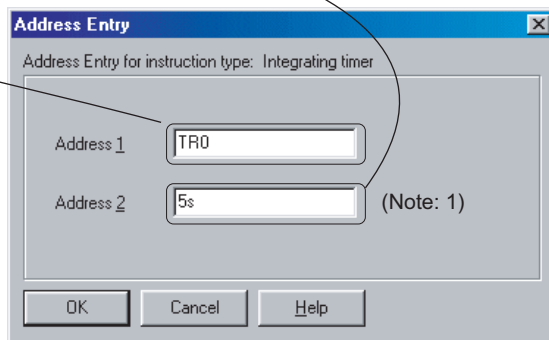 Address Entry
Address Entry for instruction type: Integrating timer
Address 1 TR0
Address 2 5s (Note: 1)
OK Cancel Help